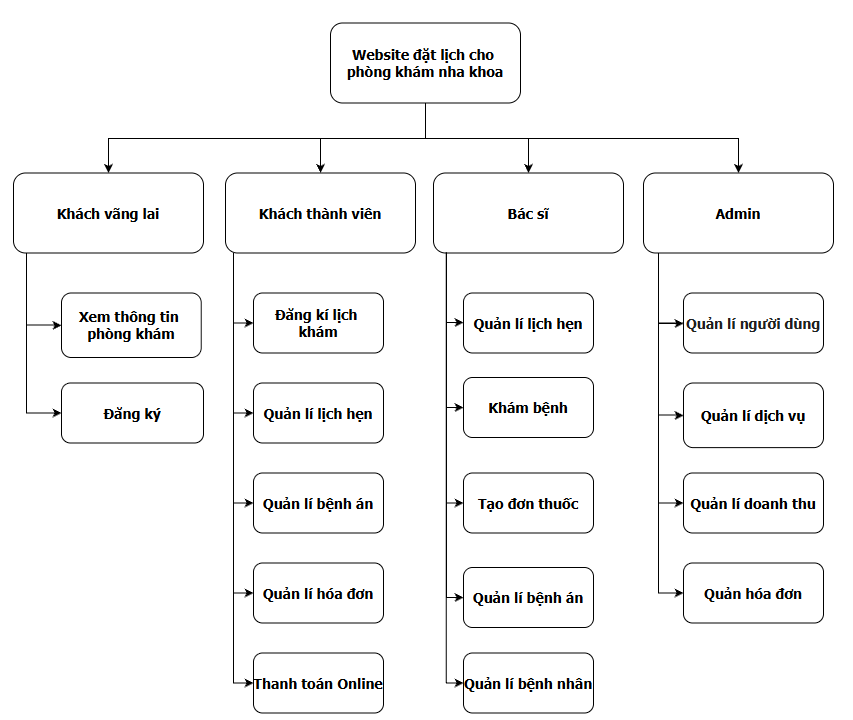 Website đặt lịch cho
phòng khám nha khoa
Khách vãng lai
Khách thành viên
Bác sĩ
Admin
Xem thông tin
phòng khám
Đăng ký
Đăng kí lịch
khám
Quản lí lịch hẹn
Quản lí bệnh án
Quản lí hóa đơn
Thanh toán Online
Quản lí lịch hẹn
Khám bệnh
Tạo đơn thuốc
Quản lí bệnh án
Quản lí bệnh nhân
Quản lí người dùng
Quản lí dịch vụ
Quản lí doanh thu
Quản hóa đơn